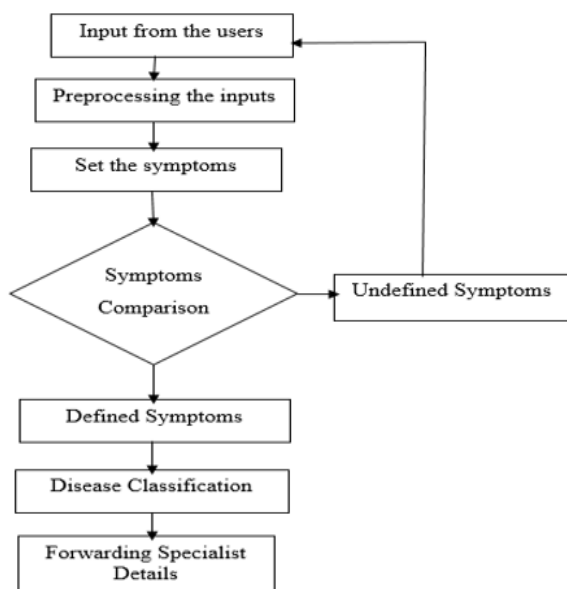 Input from the users
Preprocessing the inputs
Set the symptoms
Symptoms
Comparison
Undefined Symptoms
Defined Symptoms
Disease Classification
Forwarding Specialist
Details